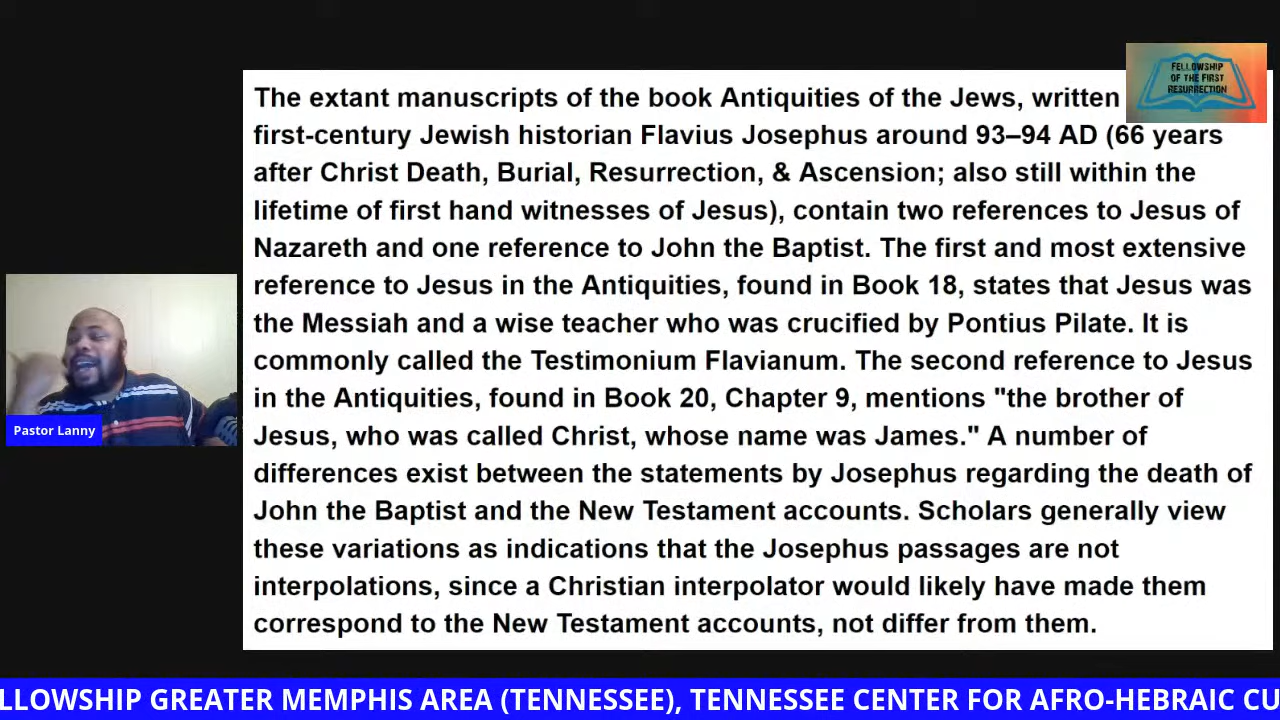 FELLOWSHIP
OF THE FIRST
RESURRECTION
The extant manuscripts of the book Antiquities of the Jews, written
first-century Jewish historian Flavius Josephus around 93–94 AD (66 years
after Christ Death, Burial, Resurrection, & Ascension; also still within the
lifetime of first hand witnesses of Jesus), contain two references to Jesus of
Nazareth and one reference to John the Baptist. The first and most extensive
reference to Jesus in the Antiquities, found in Book 18, states that Jesus was
the Messiah and a wise teacher who was crucified by Pontius Pilate. It is
commonly called the Testimonium Flavianum. The second reference to Jesus
in the Antiquities, found in Book 20, Chapter 9, mentions "the brother of
Jesus, who was called Christ, whose name was James." A number of
differences exist between the statements by Josephus regarding the death of
John the Baptist and the New Testament accounts. Scholars generally view
these variations as indications that the Josephus passages are not
interpolations, since a Christian interpolator would likely have made them
correspond to the New Testament accounts, not differ from them.
Pastor Lanny
LLOWSHIP GREATER MEMPHIS AREA (TENNESSEE), TENNESSEE CENTER FOR AFRO-HEBRAIC CU